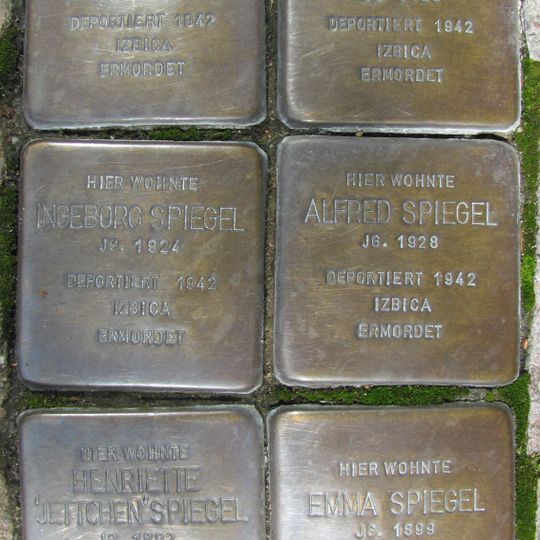 DEPORTIERT 1942
IZBICA
ERMORDET
DEPORTIERT 1942
IZBICA
ERMORDET
HIER WOHNTE
INGEBORG SPIEGEL
JG. 1924
DEPORTIERT 1942
IZBICA
ERMORDET
HIER WOHNTE
ALFRED SPIEGEL
JG. 1928
DEPORTIERT 1942
IZBICA
ERMORDET
HIER WOHNTE
HENRIETTE
"JETTCHEN" SPIEGEL
HIER WOHNTE
EMMA SPIEGEL
JG. 1899